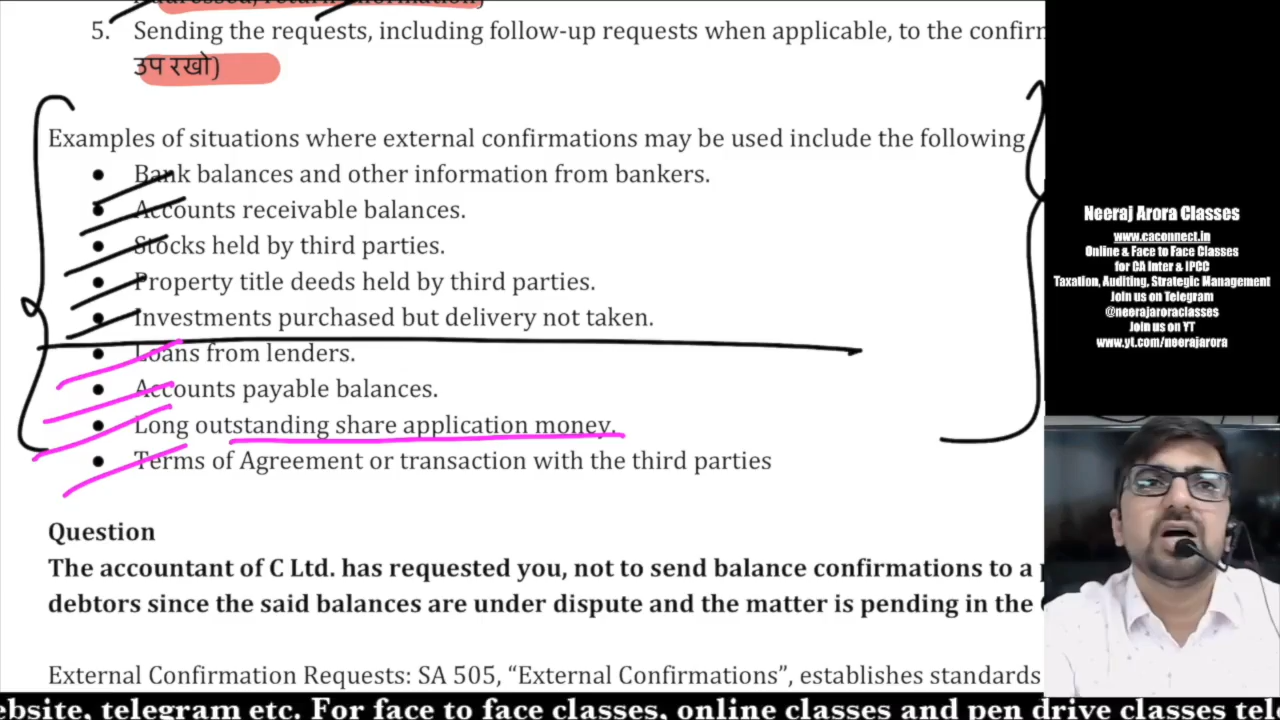 5. Sending the requests, including follow-up requests when applicable, to the confirm
उप रखो)
Examples of situations where external confirmations may be used include the following
● Bank balances and other information from bankers.
● Accounts receivable balances.
● Stocks held by third parties.
● Property title deeds held by third parties.
● Investments purchased but delivery not taken.
● Loans from lenders.
● Accounts payable balances.
● Long outstanding share application money.
● Terms of Agreement or transaction with the third parties
Question
The accountant of C Ltd. has requested you, not to send balance confirmations to a
debtors since the said balances are under dispute and the matter is pending in the
External Confirmation Requests: SA 505, “External Confirmations”, establishes standards
Neeraj Arora Classes
www.caconnect.in
Online & Face to Face Classes
for CA Inter & IPCC
Taxation, Auditing, Strategic Management
Join us on Telegram
@neerajaroraclasses
Join us on YT
www.yt.com/neerajarora
ebsite, telegram etc. For face to face classes, online classes and pen drive classes tel